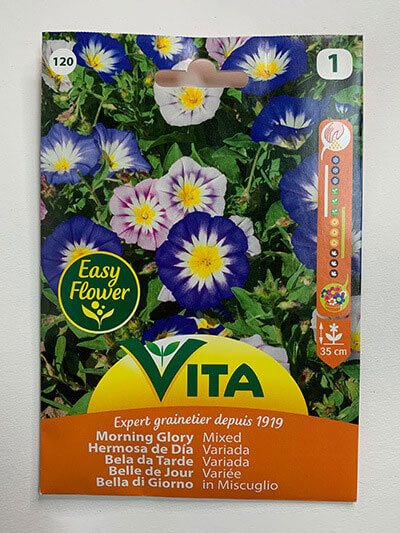 120
1
Easy
Flower
35 cm
VITA
Expert grainetier depuis 1919
Morning Glory Mixed
Hermosa de Día Variada
Bela da Tarde Variada
Belle de Jour Variée
Bella di Giorno in Miscuglio